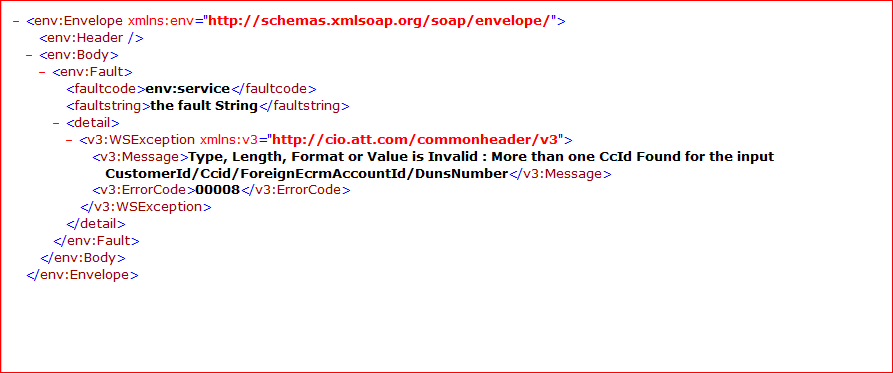 - <env:Envelope xmlns:env="http://schemas.xmlsoap.org/soap/envelope/">
<env:Header />
- <env:Body>
- <env:Fault>
<faultcode>env:service</faultcode>
<faultstring>the fault String</faultstring>
- <detail>
- <v3:WSException xmlns:v3="http://cio.att.com/commonheader/v3">
<v3:Message>Type, Length, Format or Value is Invalid : More than one CcId Found for the input
CustomerId/Ccid/ForeignEcrmAccountId/DunsNumber</v3:Message>
<v3:ErrorCode>00008</v3:ErrorCode>
</v3:WSException>
</detail>
</env:Fault>
</env:Body>
</env:Envelope>